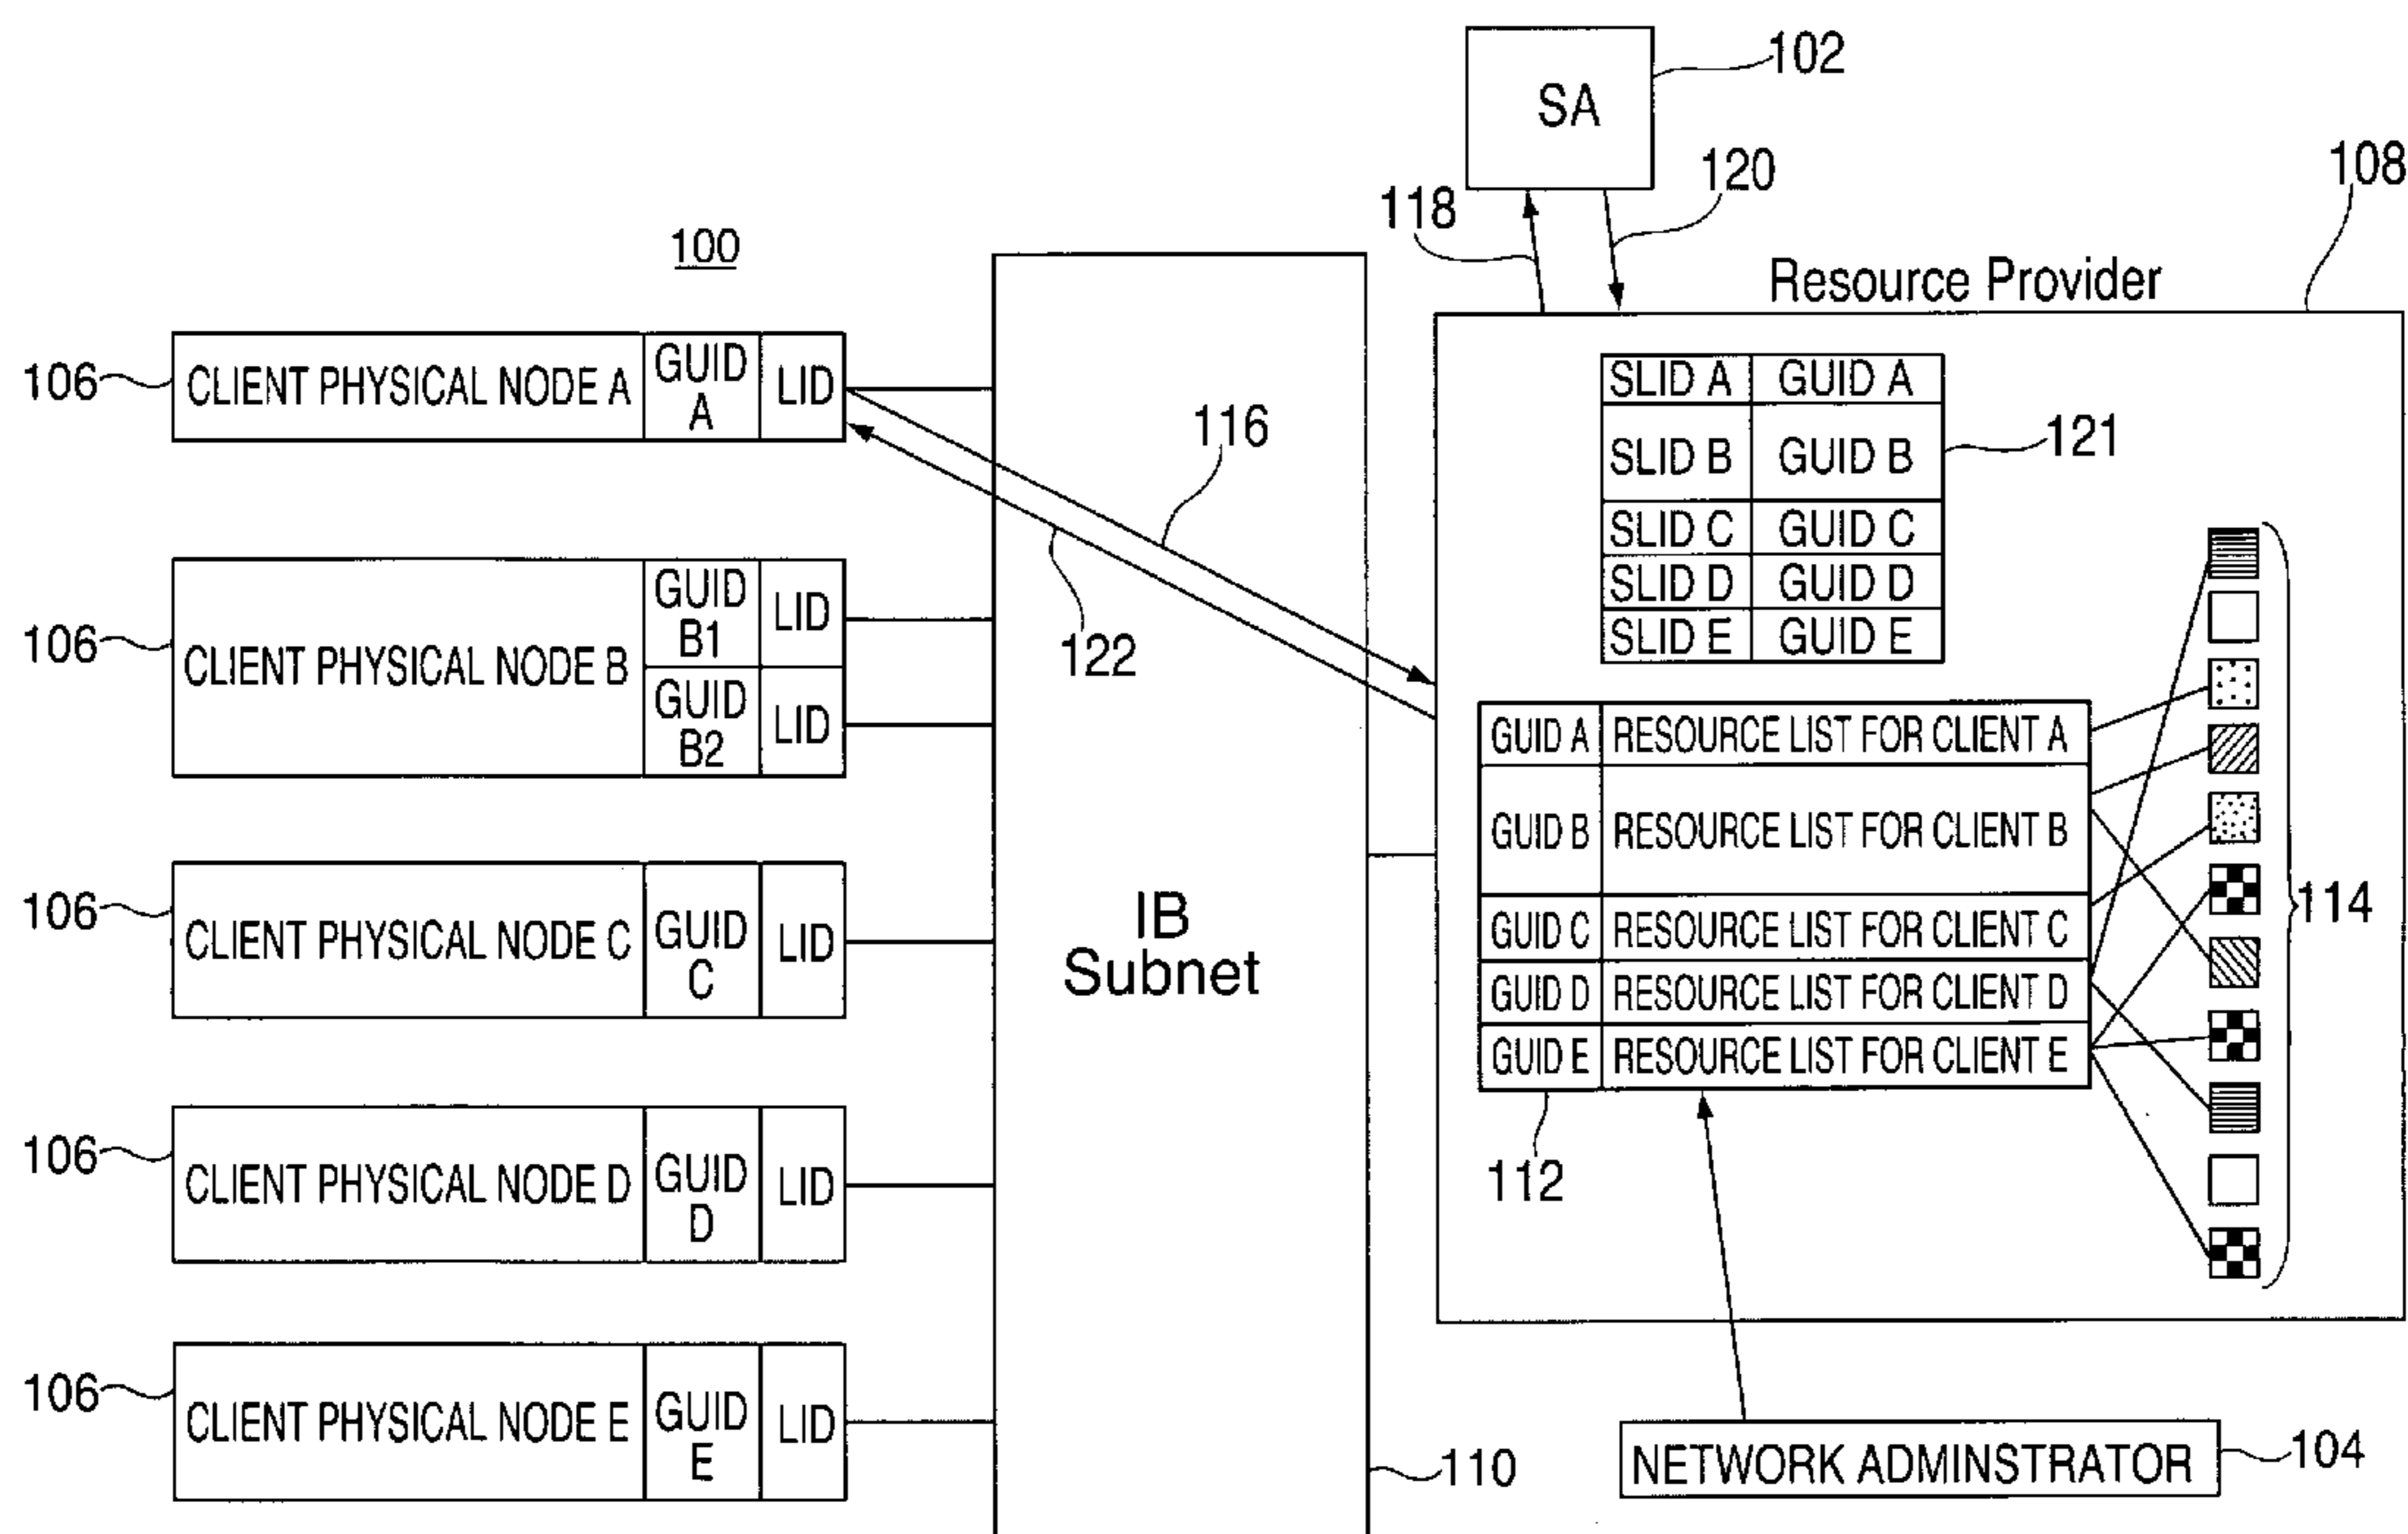 102
SA
118
120
108
100
Resource Provider
106
CLIENT PHYSICAL NODE A
GUID
A
LID
SLID A
GUID A
SLID B
GUID B
SLID C
GUID C
SLID D
GUID D
SLID E
GUID E
121
116
122
106
CLIENT PHYSICAL NODE B
GUID
B1
LID
GUID
B2
LID
GUID A
RESOURCE LIST FOR CLIENT A
GUID B
RESOURCE LIST FOR CLIENT B
GUID C
RESOURCE LIST FOR CLIENT C
GUID D
RESOURCE LIST FOR CLIENT D
GUID E
RESOURCE LIST FOR CLIENT E
114
106
CLIENT PHYSICAL NODE C
GUID
C
LID
IB
Subnet
112
106
CLIENT PHYSICAL NODE D
GUID
D
LID
106
CLIENT PHYSICAL NODE E
GUID
E
LID
110
NETWORK ADMINSTRATOR
104